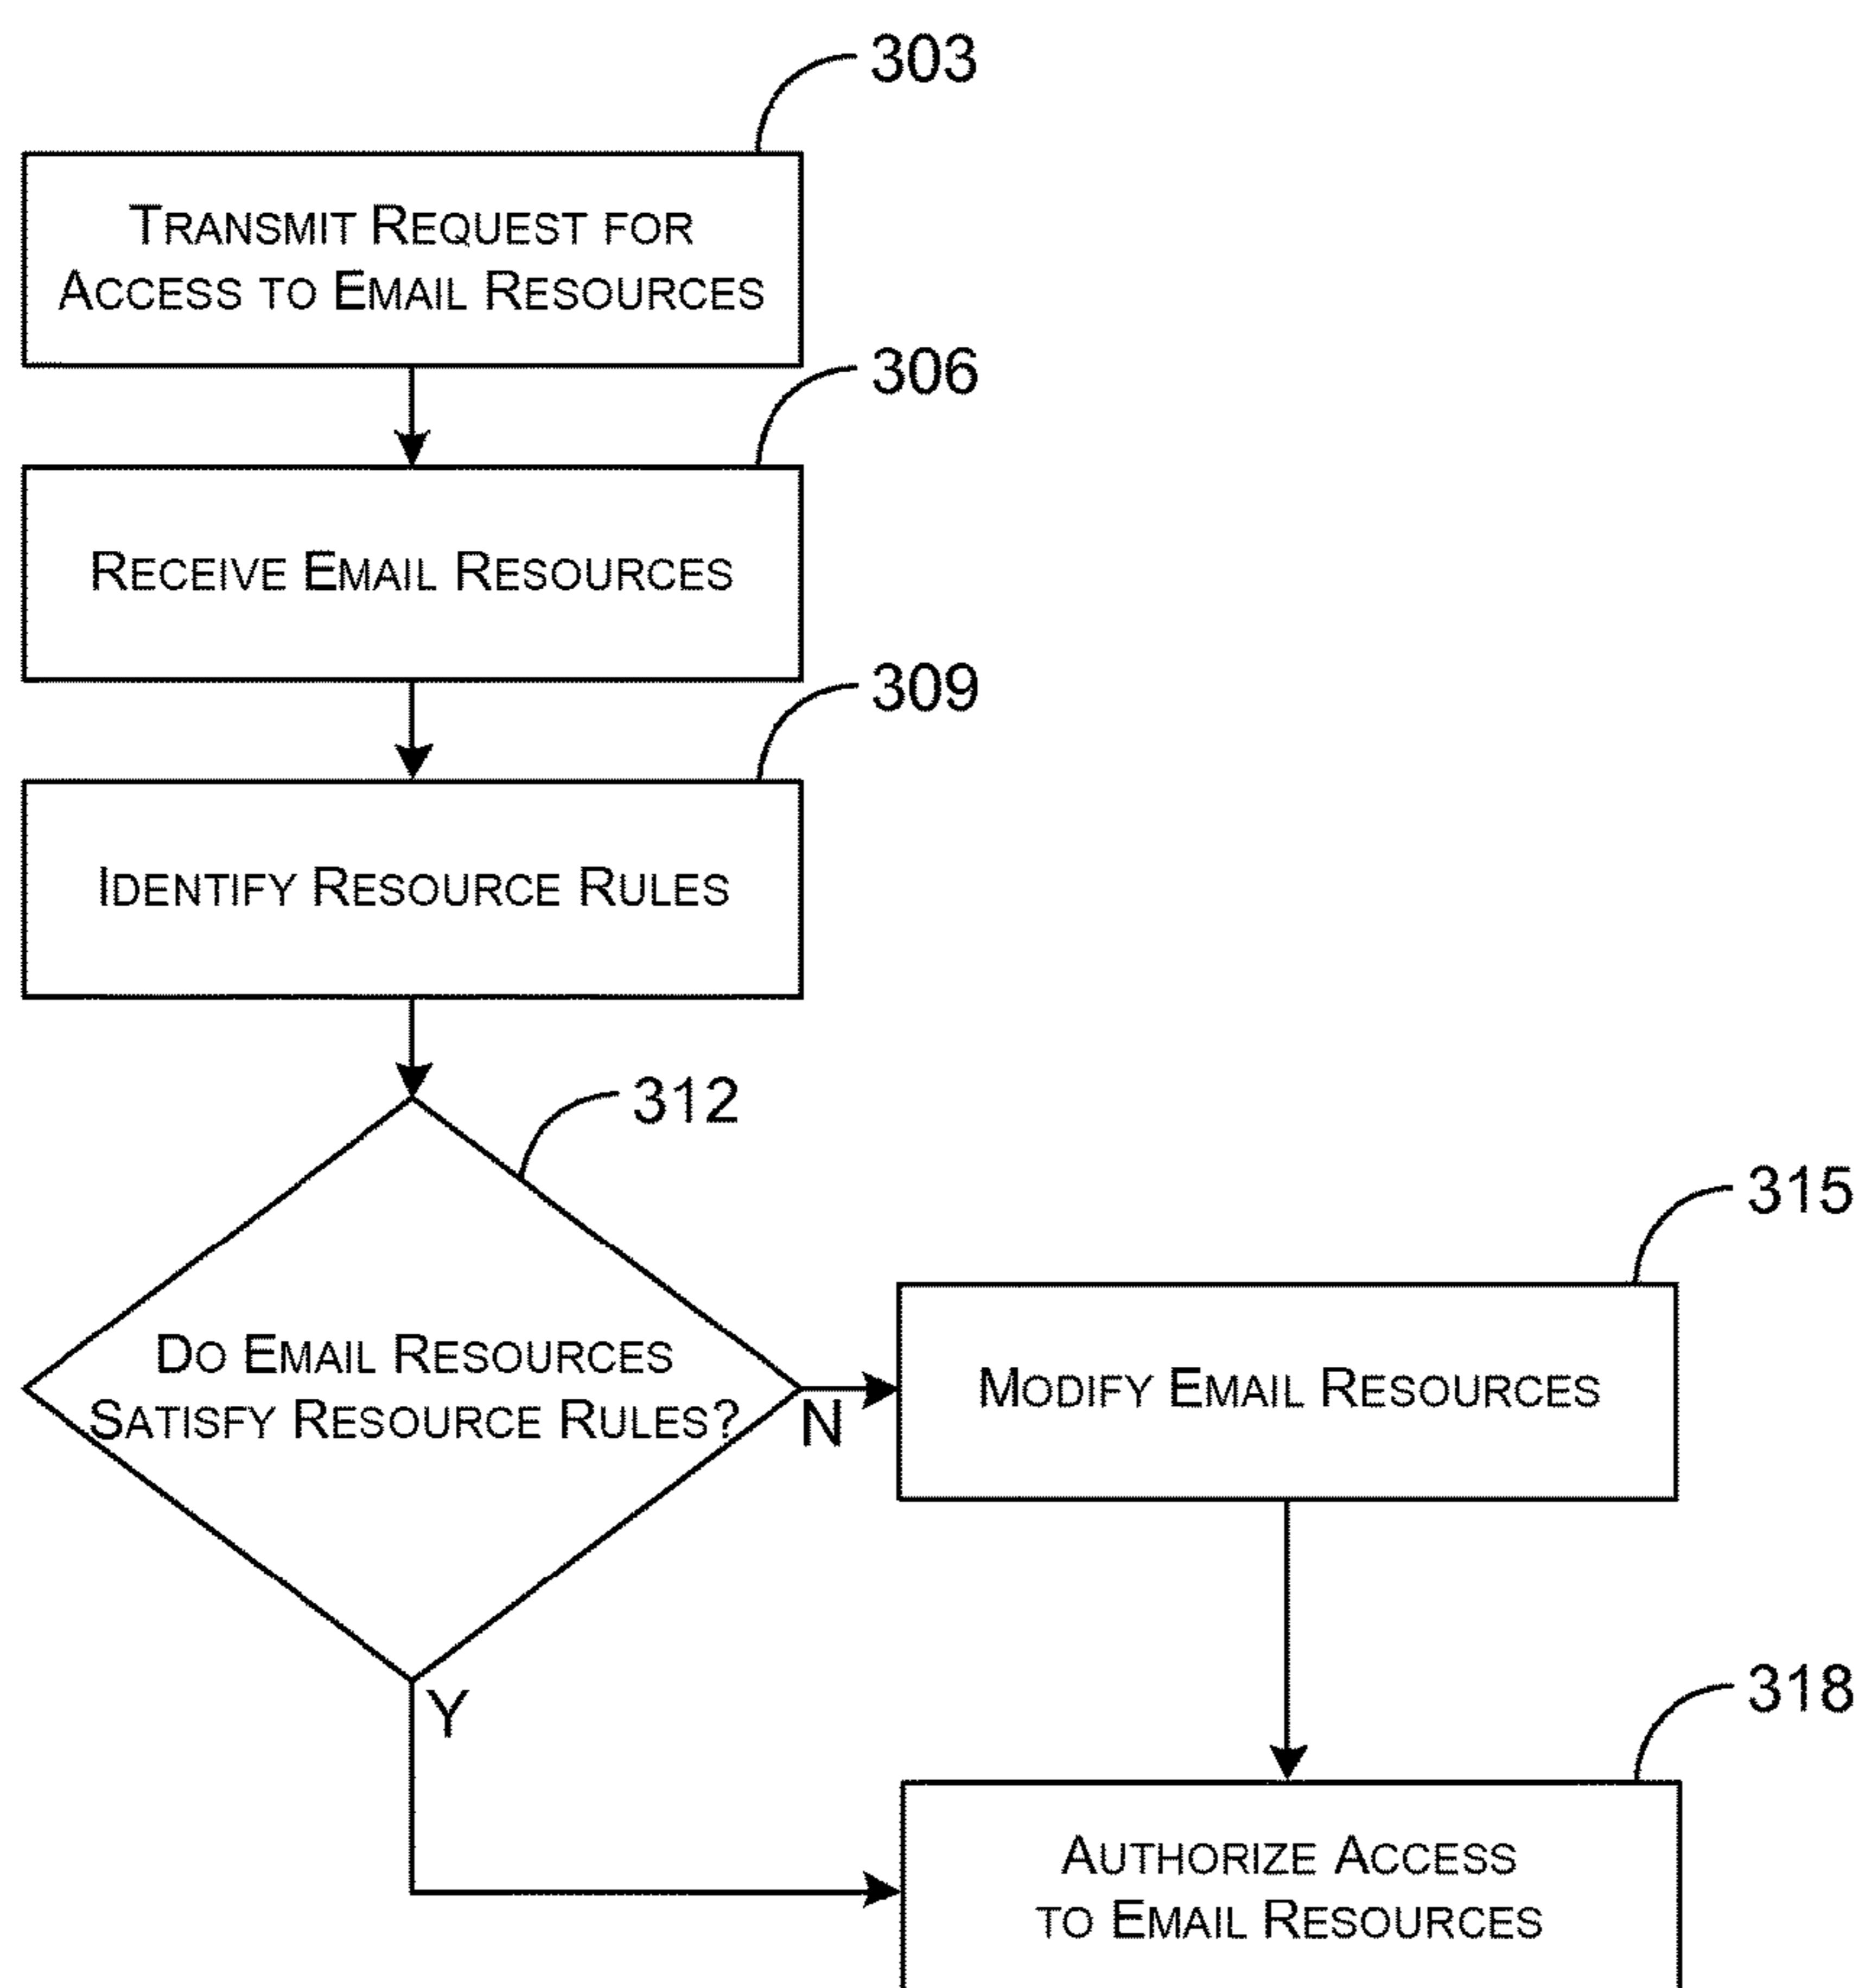 303
Transmit Request for
Access to Email Resources
306
Receive Email Resources
309
Identify Resource Rules
312
Do Email Resources
Satisfy Resource Rules?
N
315
Modify Email Resources
Y
318
Authorize Access
to Email Resources